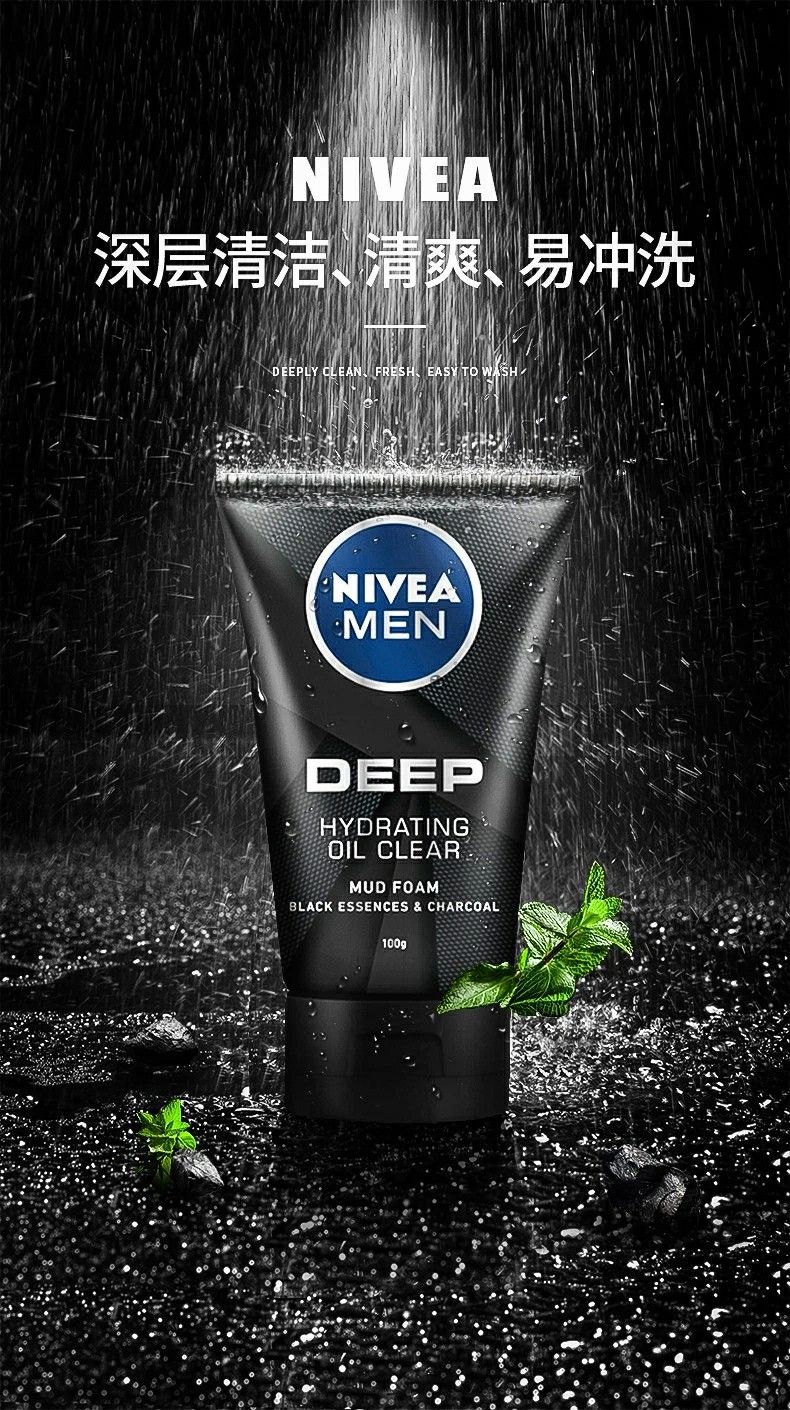 NIVEA
深层清洁、清爽、易冲洗
DEEPLY CLEAN、FRESH、EASY TO WASH
NIVEA
MEN
DEEP
HYDRATING
OIL CLEAR
MUD FOAM
BLACK ESSENCES & CHARCOAL
100g